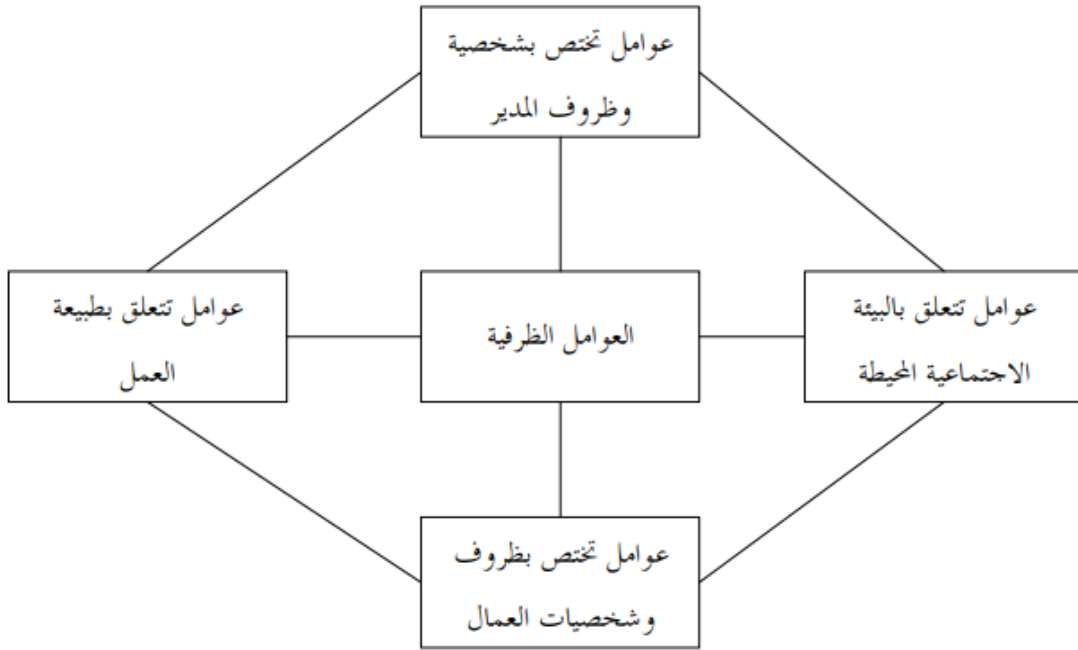 عوامل تختص بشخصية
وظروف المدير
عوامل تتعلق بالبيئة
الاجتماعية المحيطة
العوامل الظرفية
عوامل تتعلق بطبيعة
العمل
عوامل تختص بظروف
وشخصيات العمال